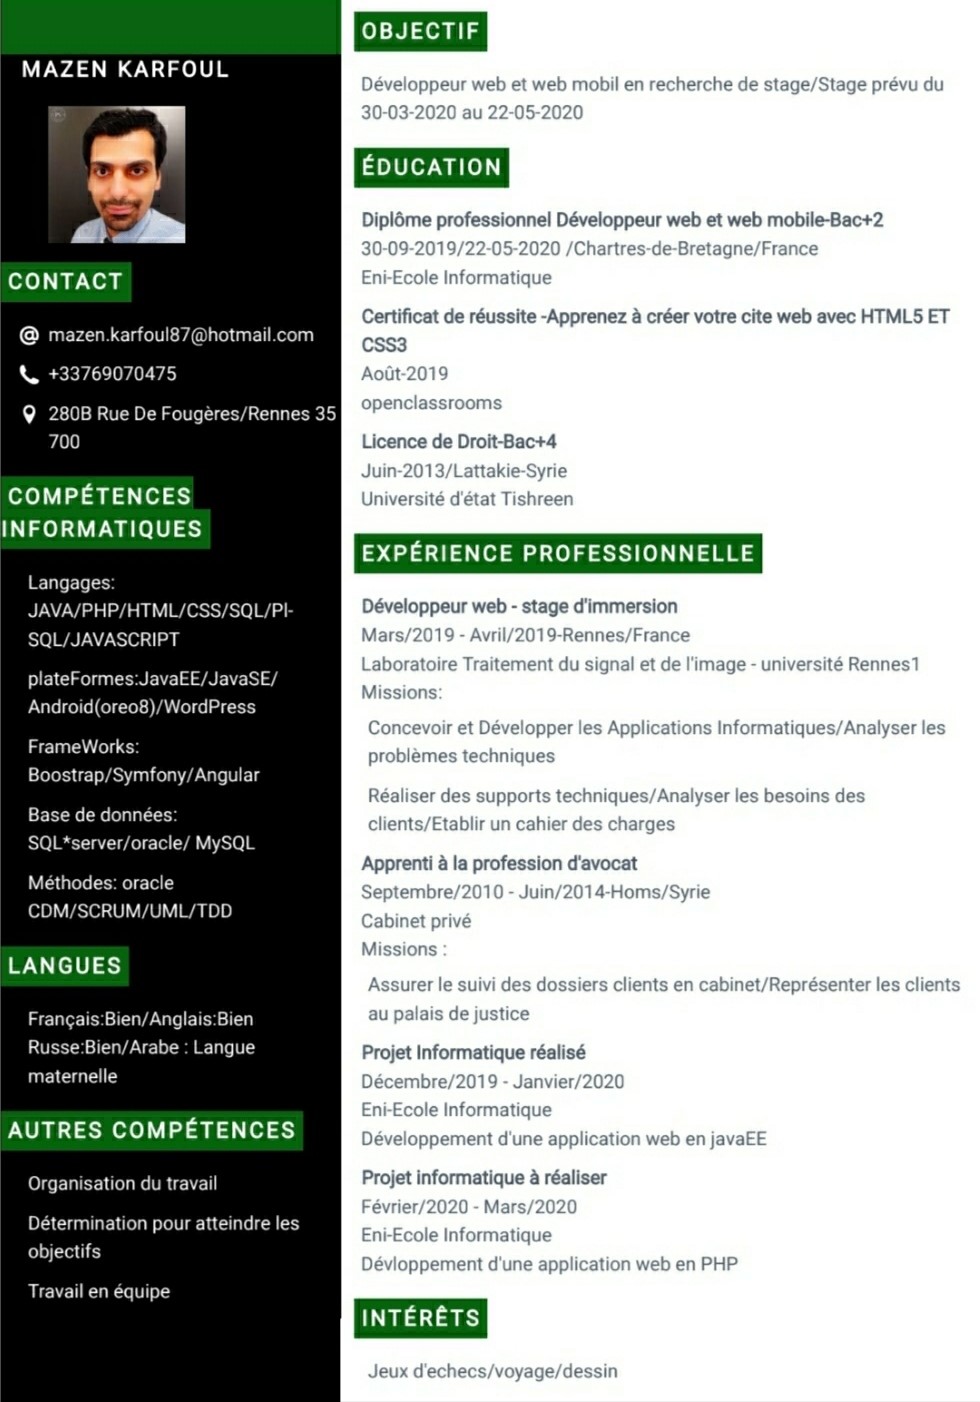 MAZEN KARFOUL
CONTACT
@ mazen.karfoul87@hotmail.com
+33769070475
280B Rue De Fougères/Rennes 35
700
COMPÉTENCES
INFORMATIQUES
Langages:
JAVA/PHP/HTML/CSS/SQL/Pl-
SQL/JAVASCRIPT
plateFormes:JavaEE/JavaSE/
Android(oreo8)/WordPress
FrameWorks:
Boostrap/Symfony/Angular
Base de données:
SQL*server/oracle/ MySQL
Méthodes: oracle
CDM/SCRUM/UML/TDD
LANGUES
Français:Bien/Anglais:Bien
Russe:Bien/Arabe : Langue
maternelle
AUTRES COMPÉTENCES
Organisation du travail
Détermination pour atteindre les
objectifs
Travail en équipe
OBJECTIF
Développeur web et web mobil en recherche de stage/Stage prévu du
30-03-2020 au 22-05-2020
ÉDUCATION
Diplôme professionnel Développeur web et web mobile-Bac+2
30-09-2019/22-05-2020 /Chartres-de-Bretagne/France
Eni-Ecole Informatique
Certificat de réussite -Apprenez à créer votre cite web avec HTML5 ET
CSS3
Août-2019
openclassrooms
Licence de Droit-Bac+4
Juin-2013/Lattakie-Syrie
Université d'état Tishreen
EXPÉRIENCE PROFESSIONNELLE
Développeur web - stage d'immersion
Mars/2019 - Avril/2019-Rennes/France
Laboratoire Traitement du signal et de l'image - université Rennes1
Missions:
Concevoir et Développer les Applications Informatiques/Analyser les
problèmes techniques
Réaliser des supports techniques/Analyser les besoins des
clients/Etablir un cahier des charges
Apprenti à la profession d'avocat
Septembre/2010 - Juin/2014-Homs/Syrie
Cabinet privé
Missions :
Assurer le suivi des dossiers clients en cabinet/Représenter les clients
au palais de justice
Projet Informatique réalisé
Décembre/2019 - Janvier/2020
Eni-Ecole Informatique
Développement d'une application web en javaEE
Projet informatique à réaliser
Février/2020 - Mars/2020
Eni-Ecole Informatique
Dévloppement d'une application web en PHP
INTÉRÊTS
Jeux d'echecs/voyage/dessin